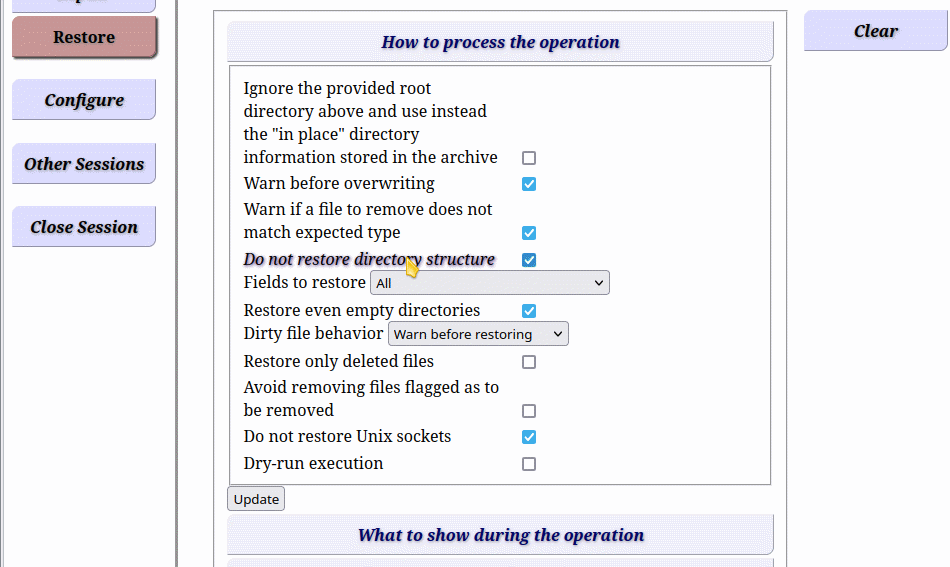 Restore
Configure
Other Sessions
Close Session
How to process the operation
Ignore the provided root
directory above and use instead
the "in place" directory
information stored in the archive
Warn before overwriting
Warn if a file to remove does not
match expected type
Do not restore directory structure
Fields to restore All
Restore even empty directories
Dirty file behavior Warn before restoring
Restore only deleted files
Avoid removing files flagged as to
be removed
Do not restore Unix sockets
Dry-run execution
Update
What to show during the operation
Clear